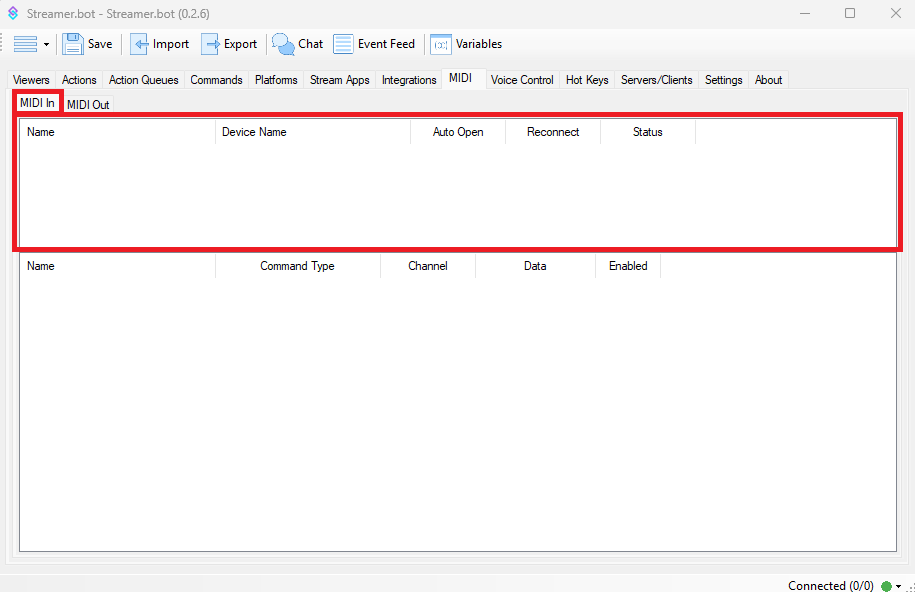 Streamer.bot - Streamer.bot (0.2.6)
Save Import Export Chat Event Feed {x} Variables
Viewers Actions Action Queues Commands Platforms Stream Apps Integrations MIDI Voice Control Hot Keys Servers/Clients Settings About
MIDI In MIDI Out
Name Device Name Auto Open Reconnect Status
Name Command Type Channel Data Enabled
Connected (0/0)